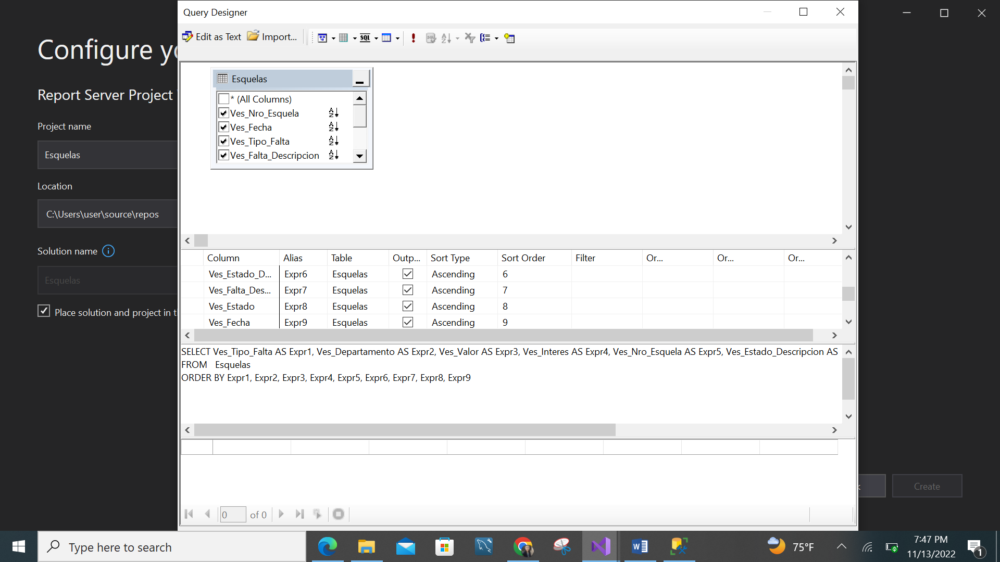 Query Designer
Edit as Text Import...
SQL
Configure y
Report Server Project
Project name
Esquelas
Location
C:\Users\user\source\repos
Solution name
Esquelas
Place solution and project in t
Esquelas
* (All Columns)
Ves_Nro_Esquela
Ves_Fecha
Ves_Tipo_Falta
Ves_Falta_Descripcion
Column Alias Table Outp... Sort Type Sort Order Filter Or... Or... Or...
Ves_Estado_D... Expr6 Esquelas Ascending 6
Ves_Falta_Des... Expr7 Esquelas Ascending 7
Ves_Estado Expr8 Esquelas Ascending 8
Ves_Fecha Expr9 Esquelas Ascending 9
SELECT Ves_Tipo_Falta AS Expr1, Ves_Departamento AS Expr2, Ves_Valor AS Expr3, Ves_Interes AS Expr4, Ves_Nro_Esquela AS Expr5, Ves_Estado_Descripcion AS
FROM Esquelas
ORDER BY Expr1, Expr2, Expr3, Expr4, Expr5, Expr6, Expr7, Expr8, Expr9
0 of 0
Create
Type here to search
75°F
7:47 PM
11/13/2022
1